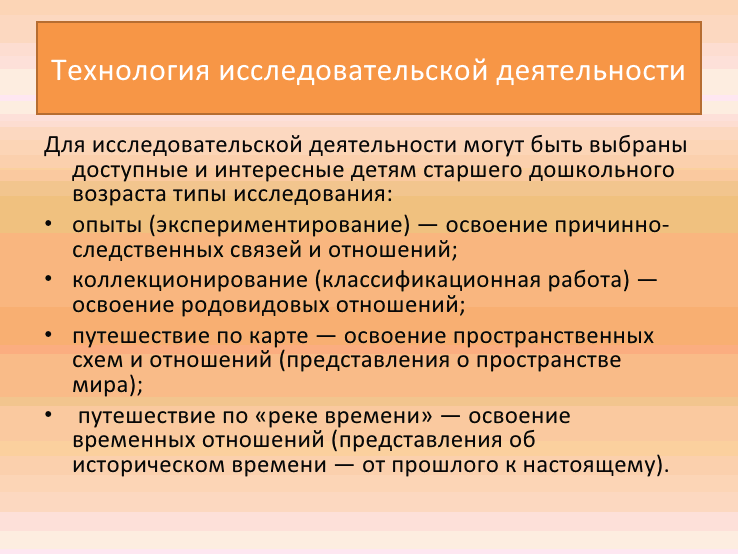 Технология исследовательской деятельности
Для исследовательской деятельности могут быть выбраны
доступные и интересные детям старшего дошкольного
возраста типы исследования:
• опыты (экспериментирование) — освоение причинно-
следственных связей и отношений;
• коллекционирование (классификационная работа) —
освоение родовидовых отношений;
• путешествие по карте — освоение пространственных
схем и отношений (представления о пространстве
мира);
• путешествие по «реке времени» — освоение
временных отношений (представления об
историческом времени — от прошлого к настоящему).